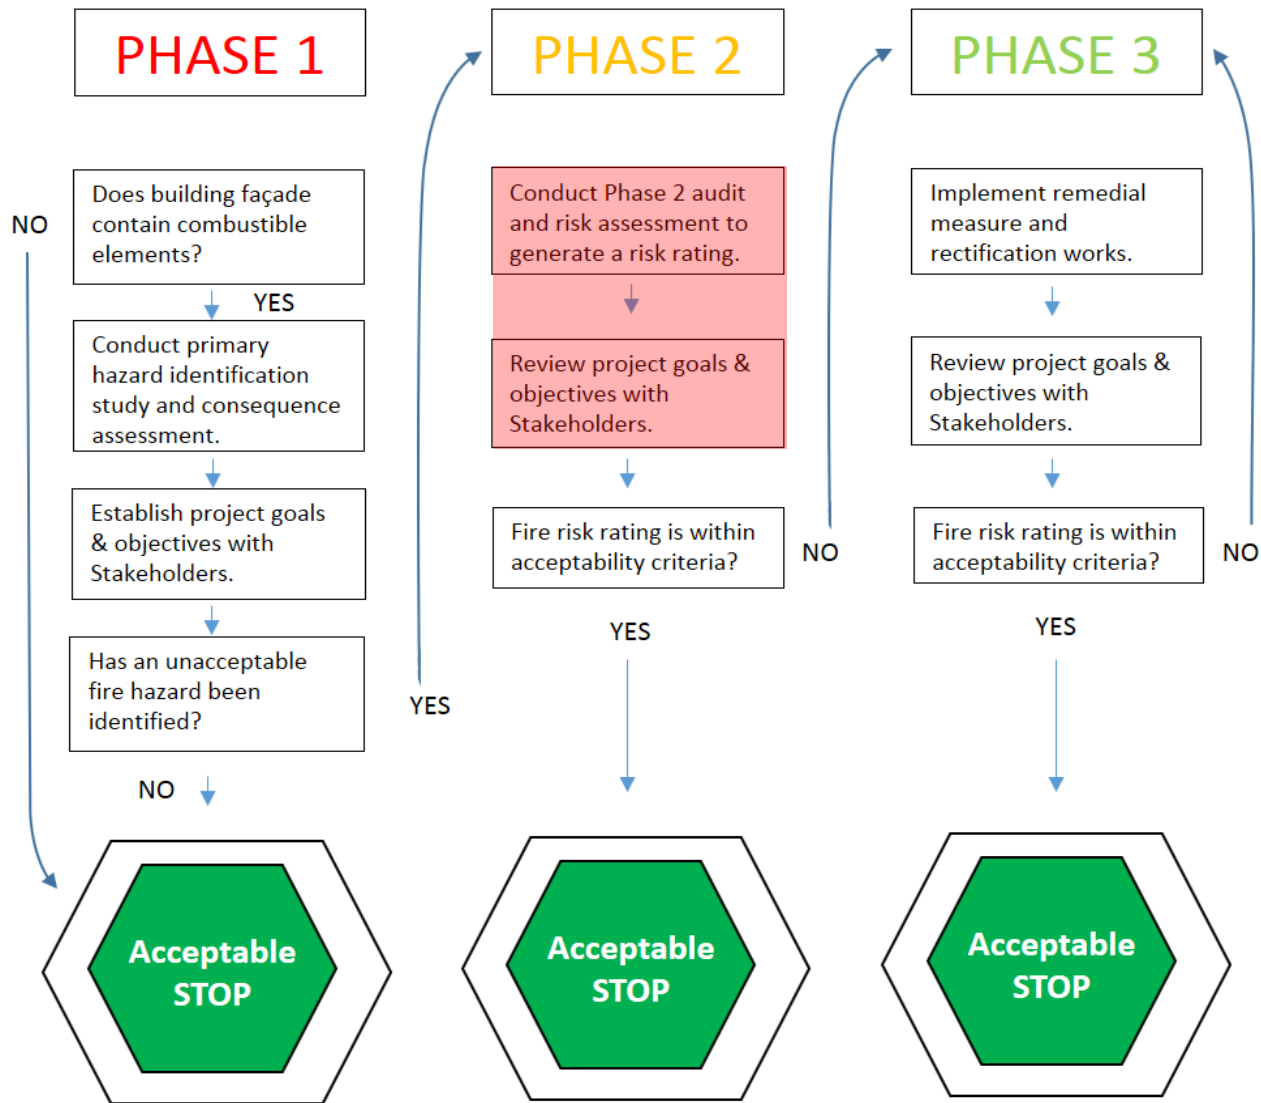 PHASE 1
Does building façade
contain combustible
elements?
NO
YES
Conduct primary
hazard identification
study and consequence
assessment.
Establish project goals
& objectives with
Stakeholders.
Has an unacceptable
fire hazard been
identified?
YES
NO
Acceptable
STOP
PHASE 2
Conduct Phase 2 audit
and risk assessment to
generate a risk rating.
Review project goals &
objectives with
Stakeholders.
Fire risk rating is within
acceptability criteria?
NO
YES
Acceptable
STOP
PHASE 3
Implement remedial
measure and
rectification works.
Review project goals &
objectives with
Stakeholders.
Fire risk rating is within
acceptability criteria?
NO
YES
Acceptable
STOP